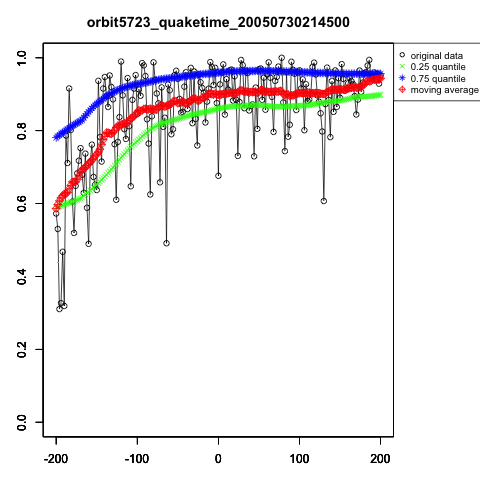 orbit5723_quaketime_20050730214500
original data
0.25 quantile
0.75 quantile
moving average
1.0
0.8
0.6
0.4
0.2
0.0
-200
-100
0
100
200